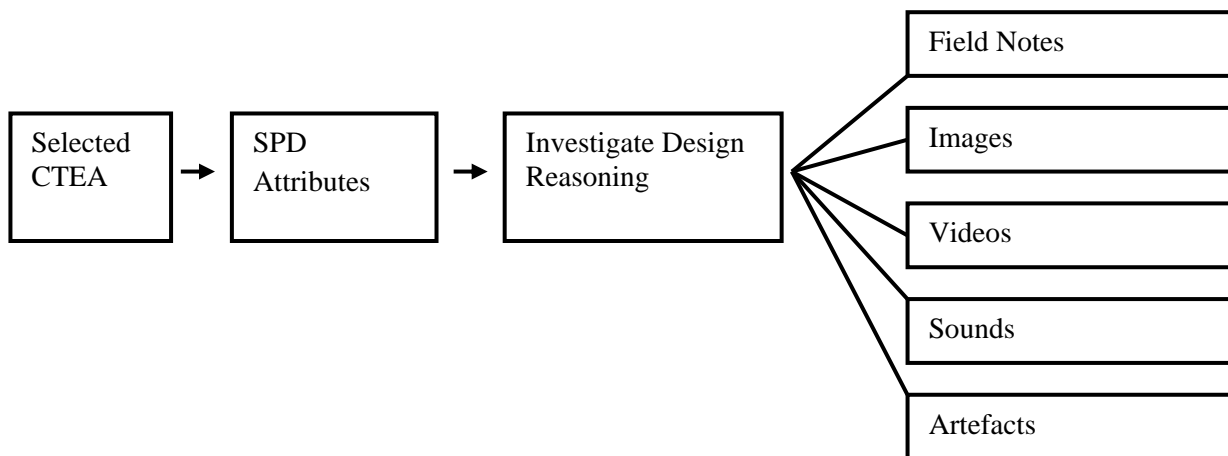 Selected
CTEA
SPD
Attributes
Investigate Design
Reasoning
Field Notes
Images
Videos
Sounds
Artefacts